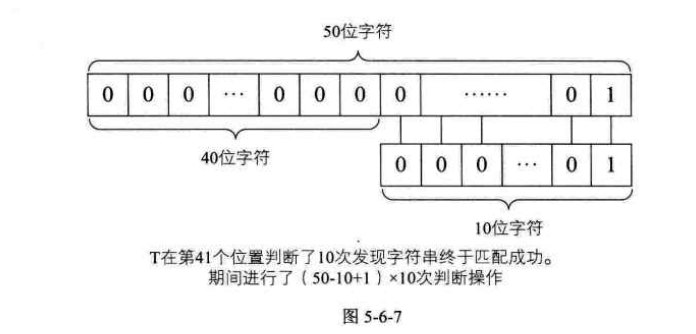 50位字符
0 0 0 … 0 0 0 0 …… 0 1
40位字符
0 0 0 … 0 1
10位字符
T在第41个位置判断了10次发现字符串终于匹配成功。
期间进行了（50-10+1）×10次判断操作
图 5-6-7